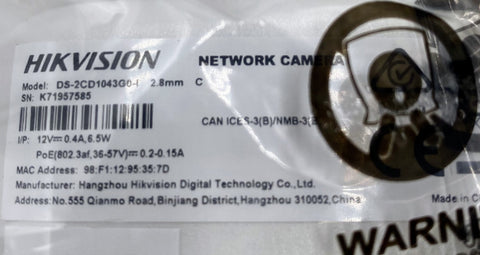 HIKVISION
NETWORK CAMERA
Model: DS-2CD1043G0-I 2.8mm C
SN: K71957585
CAN ICES-3(B)/NMB-3(B
I/P: 12V⎓0.4A,6.5W
PoE(802.3af,36-57V)⎓0.2-0.15A
MAC Address: 98:F1:12:95:35:7D
Manufacturer: Hangzhou Hikvision Digital Technology Co.,Ltd.
Address:No.555 Qianmo Road,Binjiang District,Hangzhou 310052,China
Made in
WARNI